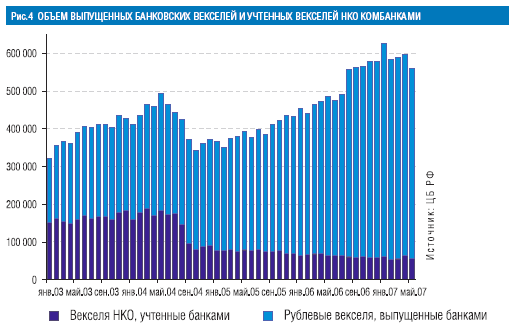 Рис.4 ОБЪЕМ ВЫПУЩЕННЫХ БАНКОВСКИХ ВЕКСЕЛЕЙ И УЧТЕННЫХ ВЕКСЕЛЕЙ НКО КОМБАНКАМИ
600 000
500 000
400 000
300 000
200 000
100 000
0
янв.03 май.03 сен.03 янв.04 май.04 сен.04 янв.05 май.05 сен.05 янв.06 май.06 сен.06 янв.07 май.07
Источник: ЦБ РФ
Векселя НКО, учтенные банками
Рублевые векселя, выпущенные банками